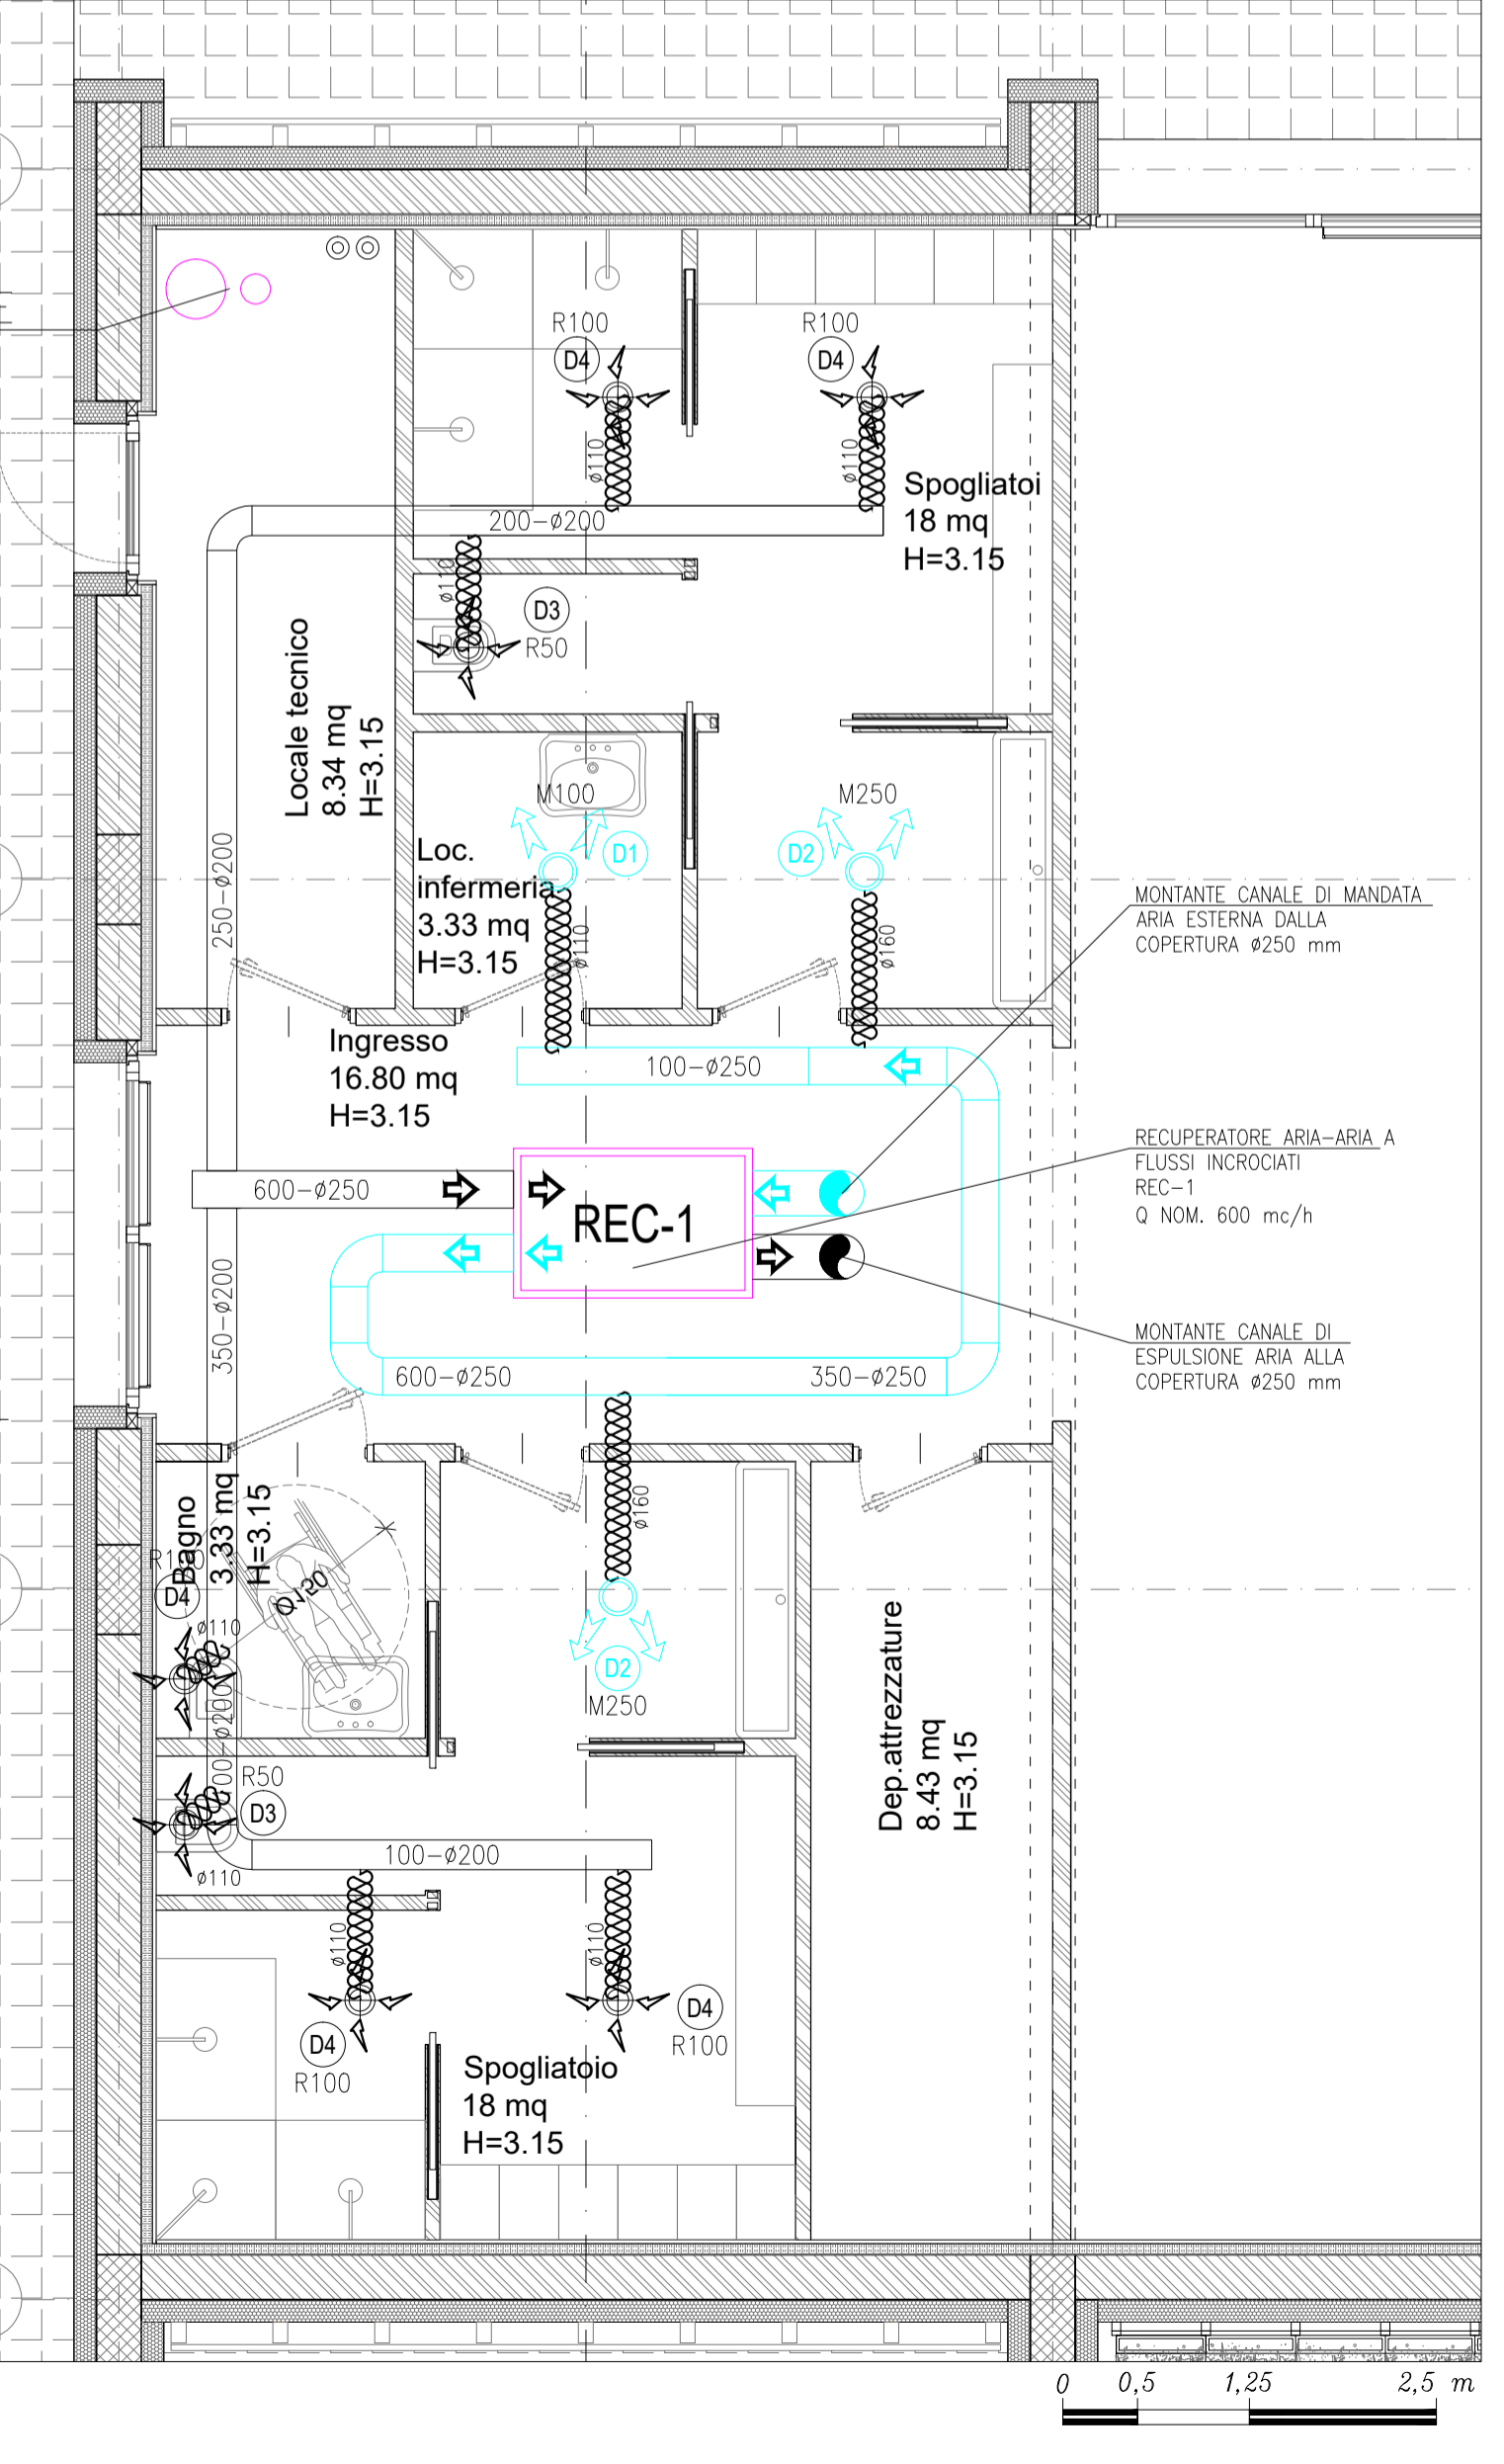 R100
D4
R100
D4
ø110
ø110
Spogliatoi
18 mq
H=3.15
200-ø200
ø110
D3
R50
Locale tecnico
8.34 mq
H=3.15
M100
M250
D1
D2
Loc.
infermeria
3.33 mq
H=3.15
250-ø200
ø110
ø160
MONTANTE CANALE DI MANDATA
ARIA ESTERNA DALLA
COPERTURA ø250 mm
Ingresso
16.80 mq
H=3.15
100-ø250
RECUPERATORE ARIA-ARIA A
FLUSSI INCROCIATI
REC-1
Q NOM. 600 mc/h
600-ø250
REC-1
350-ø200
MONTANTE CANALE DI
ESPULSIONE ARIA ALLA
COPERTURA ø250 mm
600-ø250
350-ø250
Bagno
3.33 mq
H=3.15
ø160
D4
ø110
D2
M250
Dep.attrezzature
8.43 mq
H=3.15
R50
D3
ø110
100-ø200
ø110
ø110
D4
R100
D4
R100
Spogliatoio
18 mq
H=3.15
0 0,5 1,25 2,5 m